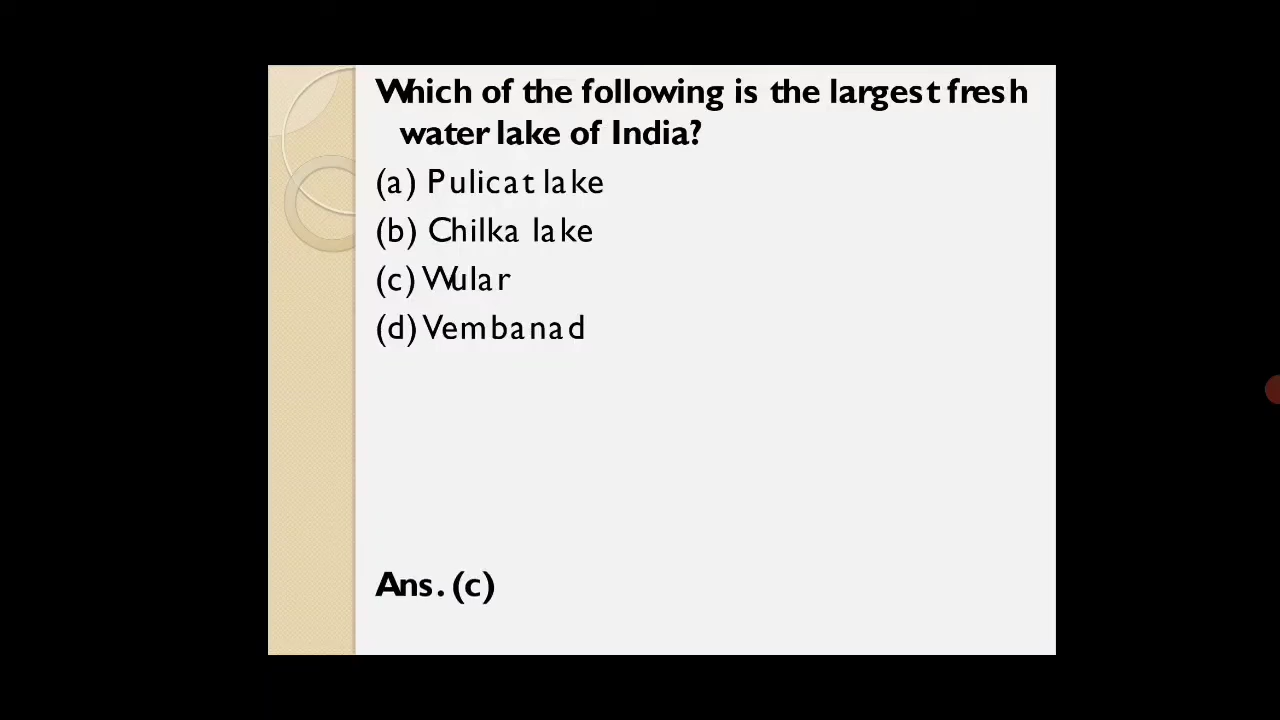 Which of the following is the largest fresh
water lake of India?
(a) Pulicat lake
(b) Chilka lake
(c) Wular
(d) Vembanad
Ans. (c)